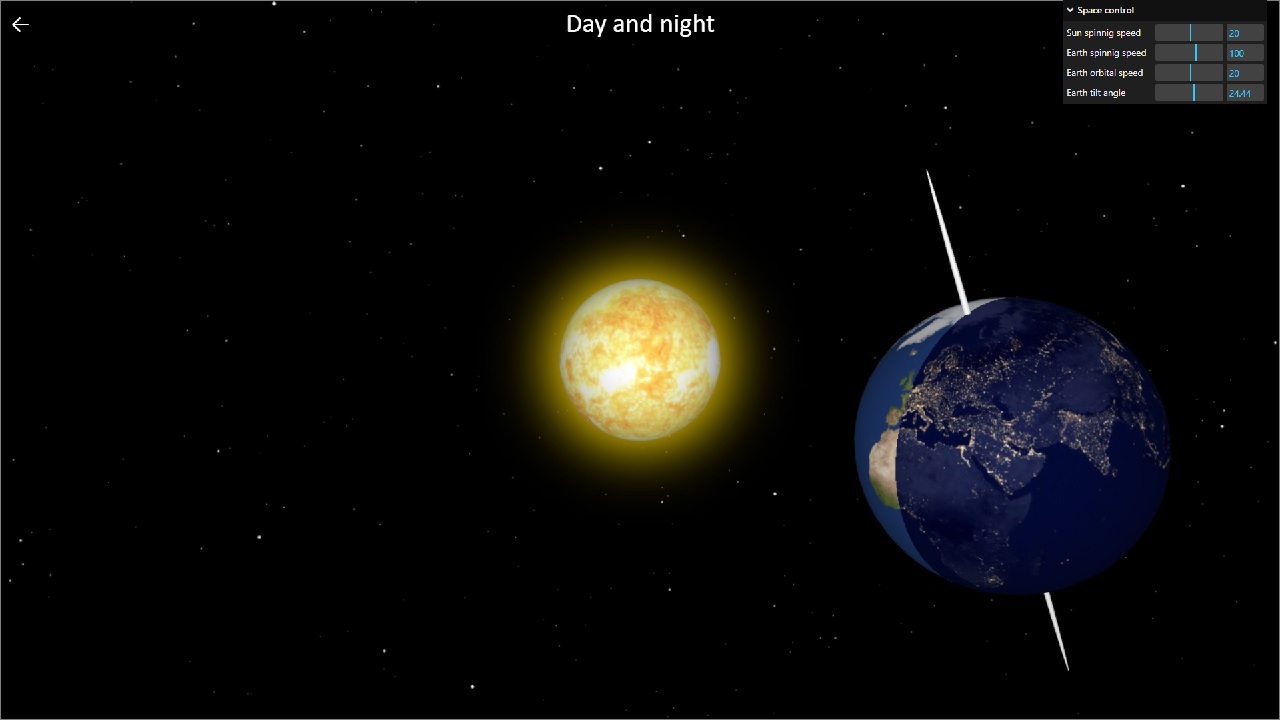 Day and night
Space control
Sun spinnig speed 20
Earth spinnig speed 100
Earth orbital speed 20
Earth tilt angle 24.44